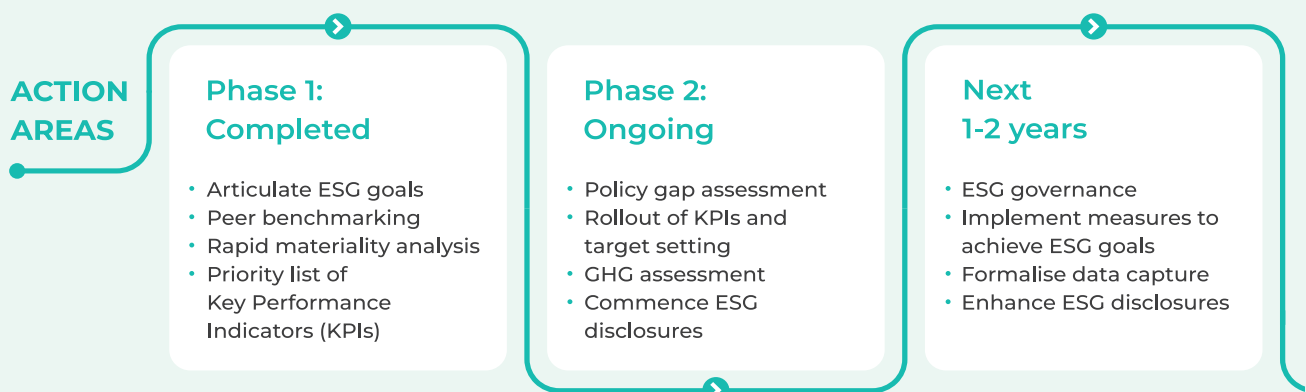 ACTION
AREAS
Phase 1:
Completed
• Articulate ESG goals
• Peer benchmarking
• Rapid materiality analysis
• Priority list of
Key Performance
Indicators (KPIs)
Phase 2:
Ongoing
• Policy gap assessment
• Rollout of KPIs and
target setting
• GHG assessment
• Commence ESG
disclosures
Next
1-2 years
• ESG governance
• Implement measures to
achieve ESG goals
• Formalise data capture
• Enhance ESG disclosures